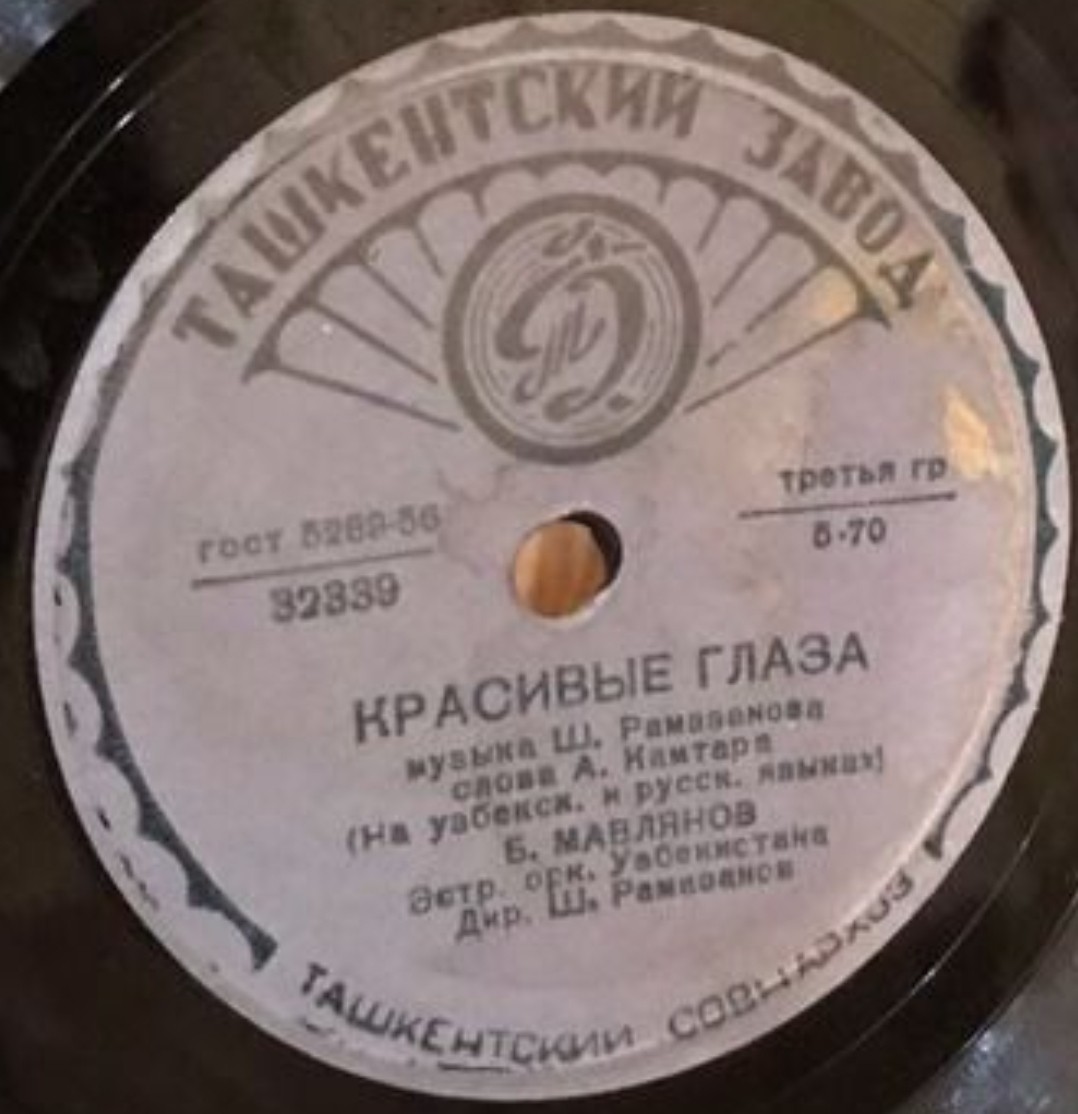 ТАШКЕНТСКИЙ ЗАВОД
гост 5289-56
32339
третья гр
5-70
КРАСИВЫЕ ГЛАЗА
музыка Ш. Рамазанова
слова А. Камтара
(На узбекск. и русск. языках)
Б. МАВЛЯНОВ
Эстр. орк. Узбекистана
Дир. Ш. Рамазанов
ТАШКЕНТСКИЙ СОВНАРХОЗ